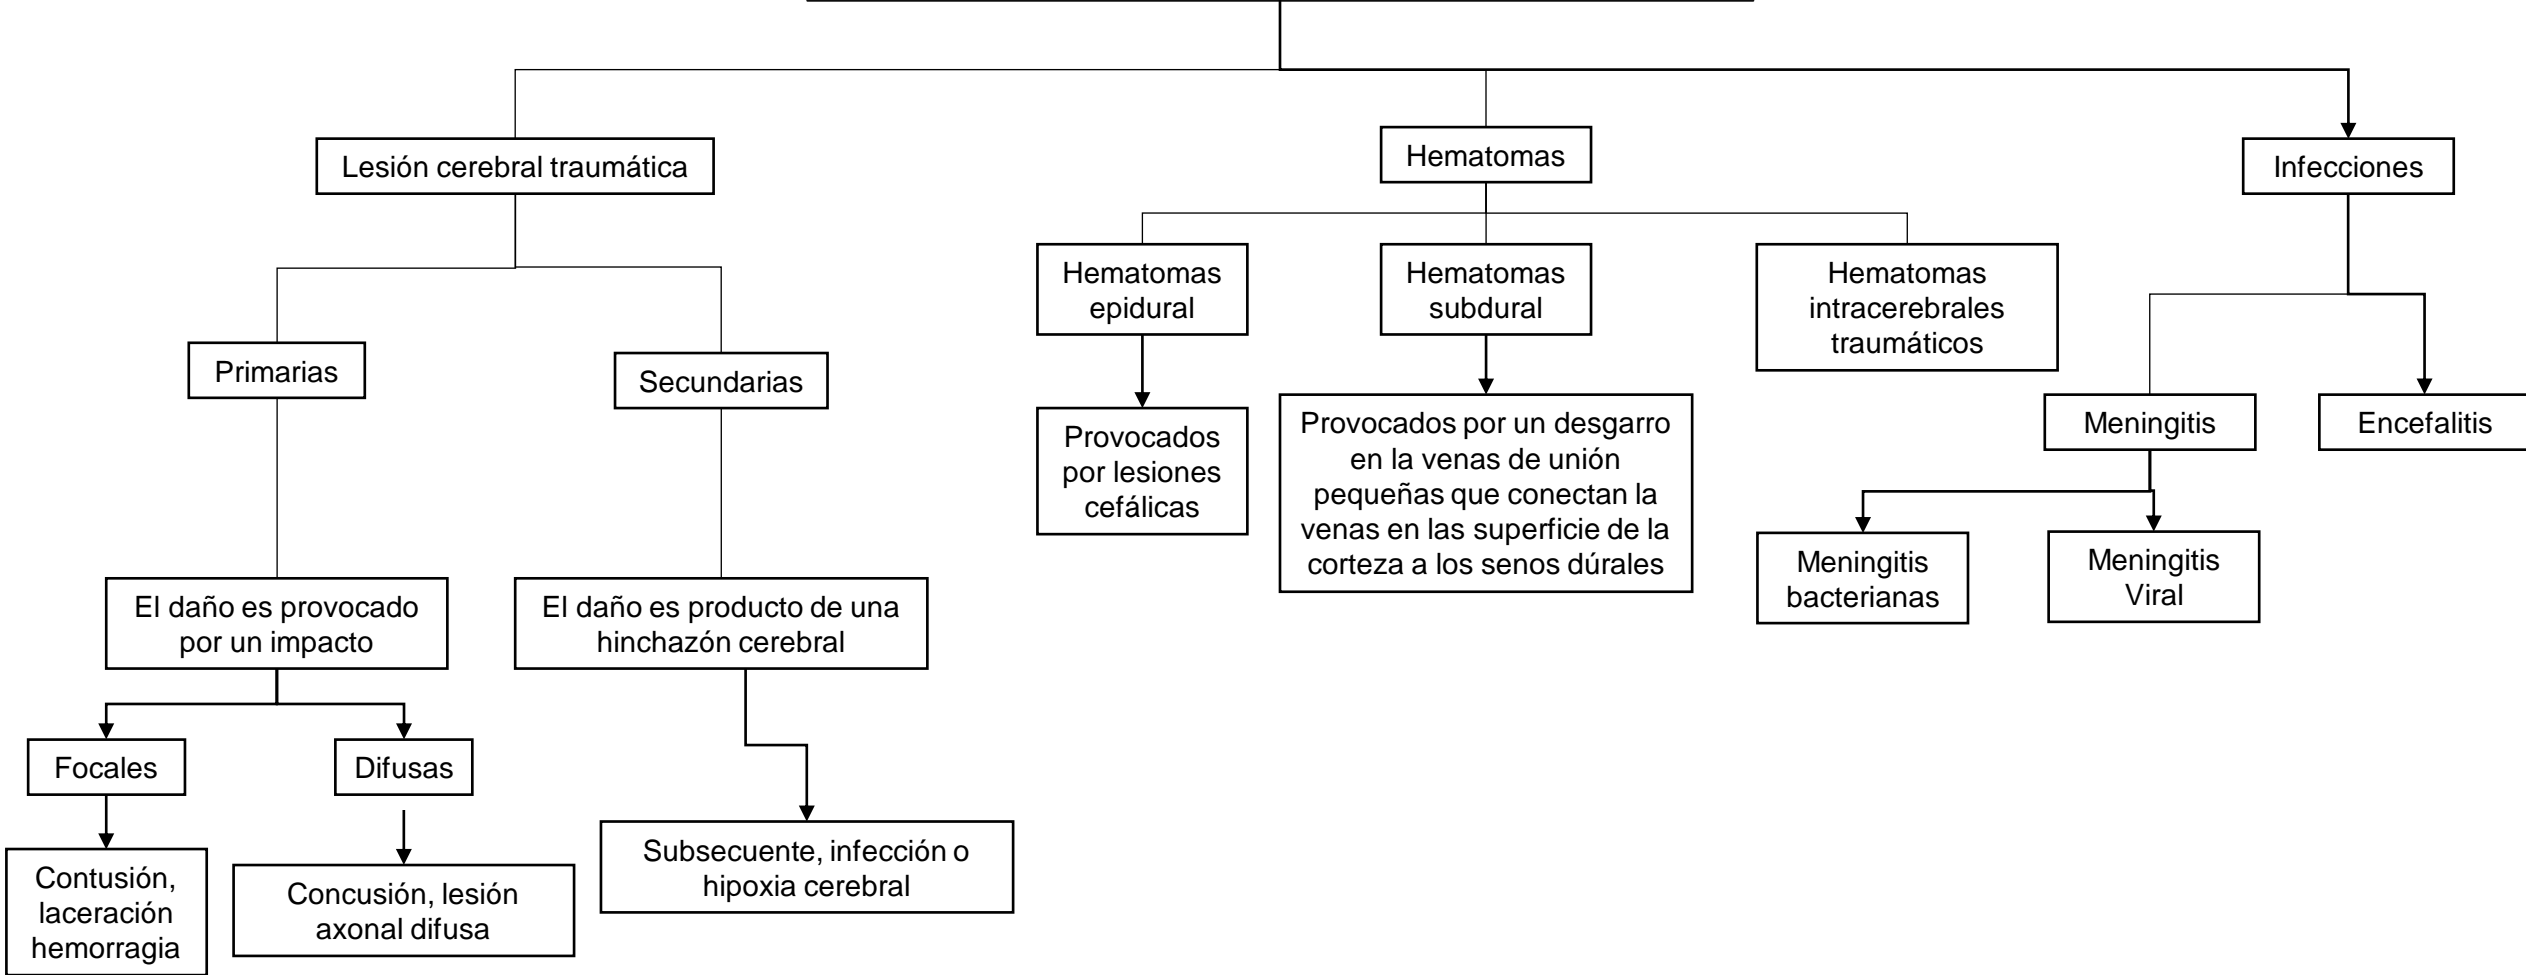 Lesión cerebral traumática
Hematomas
Infecciones
Hematomas
epidural
Hematomas
subdural
Hematomas
intracerebrales
traumáticos
Primarias
Secundarias
Provocados
por lesiones
cefálicas
Provocados por un desgarro
en la venas de unión
pequeñas que conectan la
venas en las superficie de la
corteza a los senos dúrales
Meningitis
Encefalitis
Meningitis
bacterianas
Meningitis
Viral
El daño es provocado
por un impacto
El daño es producto de una
hinchazón cerebral
Focales
Difusas
Contusión,
laceración
hemorragia
Concusión, lesión
axonal difusa
Subsecuente, infección o
hipoxia cerebral